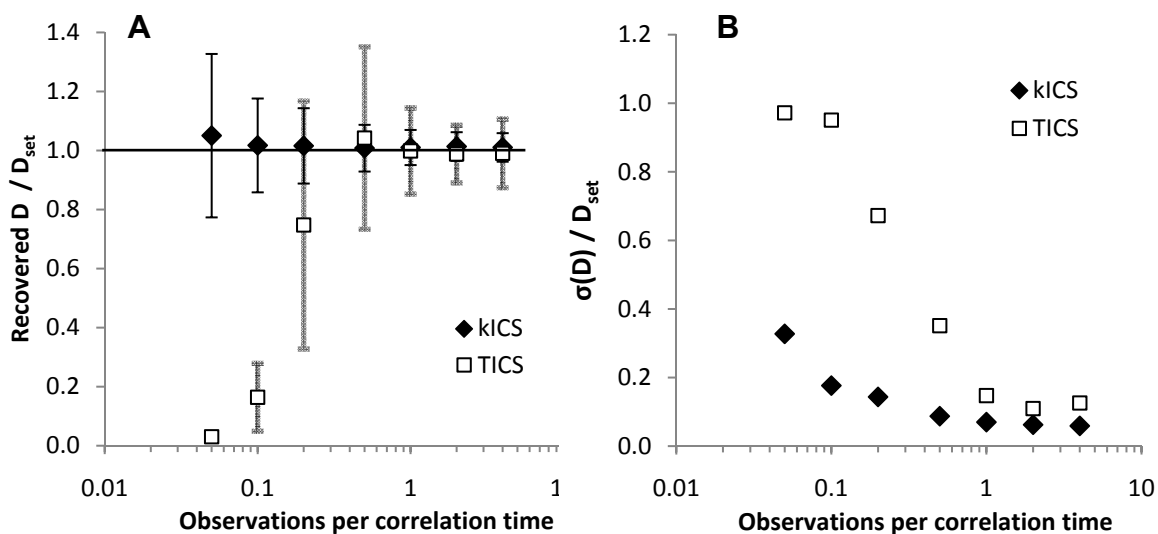 A
Recovered D / D_set
1.4
1.2
1.0
0.8
0.6
0.4
0.2
0.0
kICS
TICS
0.01
0.1
1
1
Observations per correlation time
B
σ(D) / D_set
1.2
1.0
0.8
0.6
0.4
0.2
0.0
kICS
TICS
0.01
0.1
1
10
Observations per correlation time